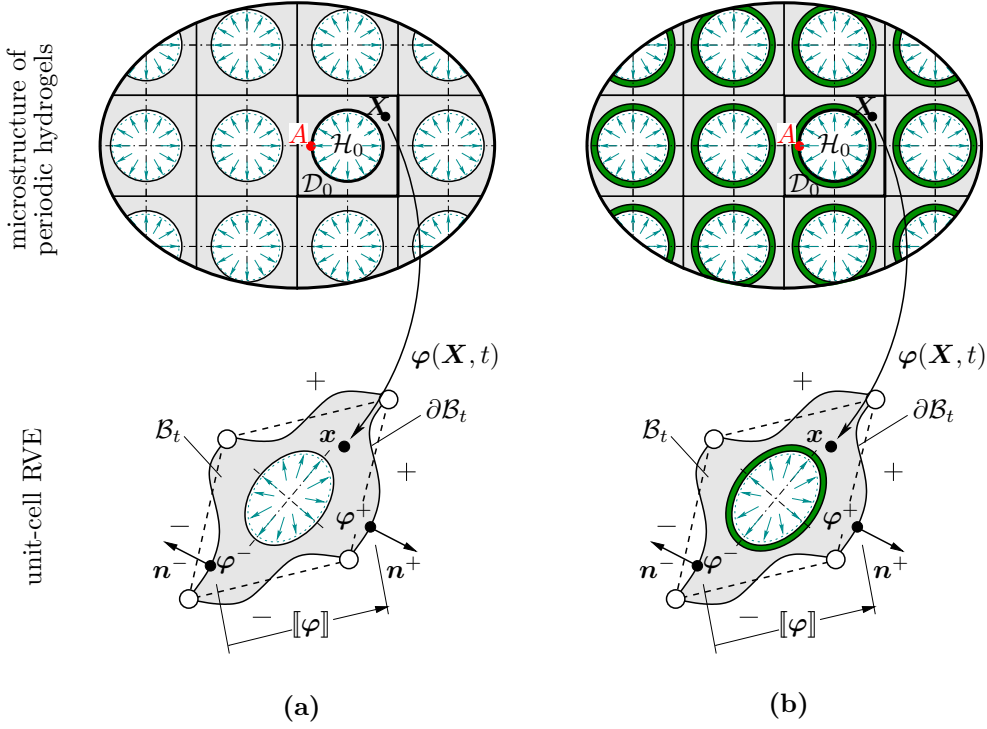 microstructure of
periodic hydrogels
A
X
ℋ₀
𝒟₀
φ(X, t)
A
X
ℋ₀
𝒟₀
φ(X, t)
unit-cell RVE
+
ℬₜ
x
∂ℬₜ
+
−
φ⁺
n⁻
φ⁻
n⁺
−
⟦φ⟧
+
ℬₜ
x
∂ℬₜ
+
−
φ⁺
n⁻
φ⁻
n⁺
−
⟦φ⟧
(a)
(b)